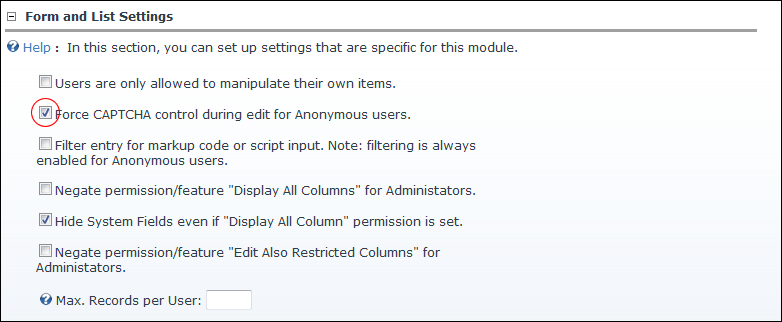 Form and List Settings
Help : In this section, you can set up settings that are specific for this module.
Users are only allowed to manipulate their own items.
Force CAPTCHA control during edit for Anonymous users.
Filter entry for markup code or script input. Note: filtering is always
enabled for Anonymous users.
Negate permission/feature "Display All Columns" for Administators.
Hide System Fields even if "Display All Column" permission is set.
Negate permission/feature "Edit Also Restricted Columns" for
Administators.
Max. Records per User: